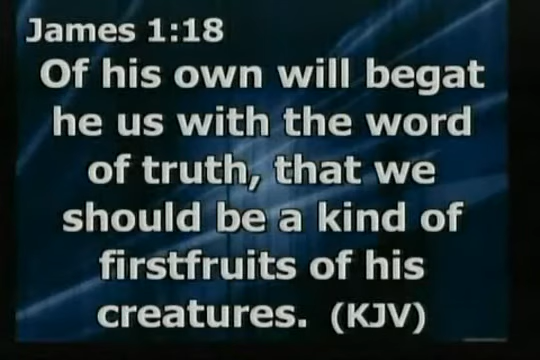 James 1:18
Of his own will begat
he us with the word
of truth, that we
should be a kind of
firstfruits of his
creatures. (KJV)